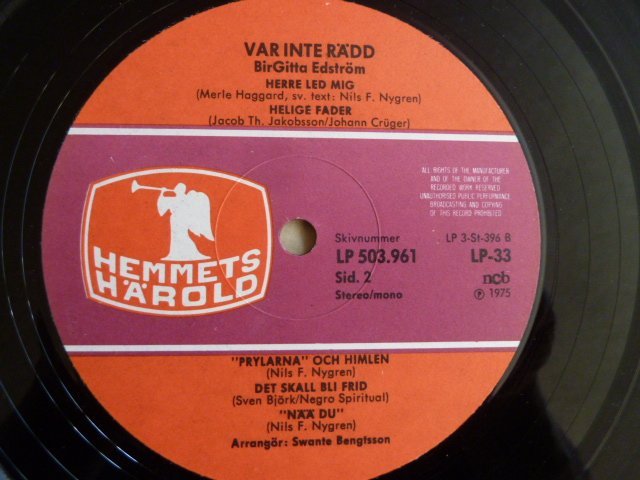 VAR INTE RÄDD
BirGitta Edström
HERRE LED MIG
(Merle Haggard, sv. text: Nils F. Nygren)
HELIGE FADER
(Jacob Th. Jakobsson/Johann Crüger)
ALL RIGHTS OF THE MANUFACTURER
AND OF THE OWNER OF THE
RECORDED WORK RESERVED
UNAUTHORISED PUBLIC PERFORMANCE
BROADCASTING AND COPYING
OF THIS RECORD PROHIBITED
HEMMETS
HÄROLD
Skivnummer LP 3-St-396 B
LP 503.961 LP-33
Sid. 2 ncb
Stereo/mono ℗ 1975
"PRYLARNA" OCH HIMLEN
(Nils F. Nygren)
DET SKALL BLI FRID
(Sven Björk/Negro Spiritual)
"NÄÄ DU"
(Nils F. Nygren)
Arrangör: Swante Bengtsson